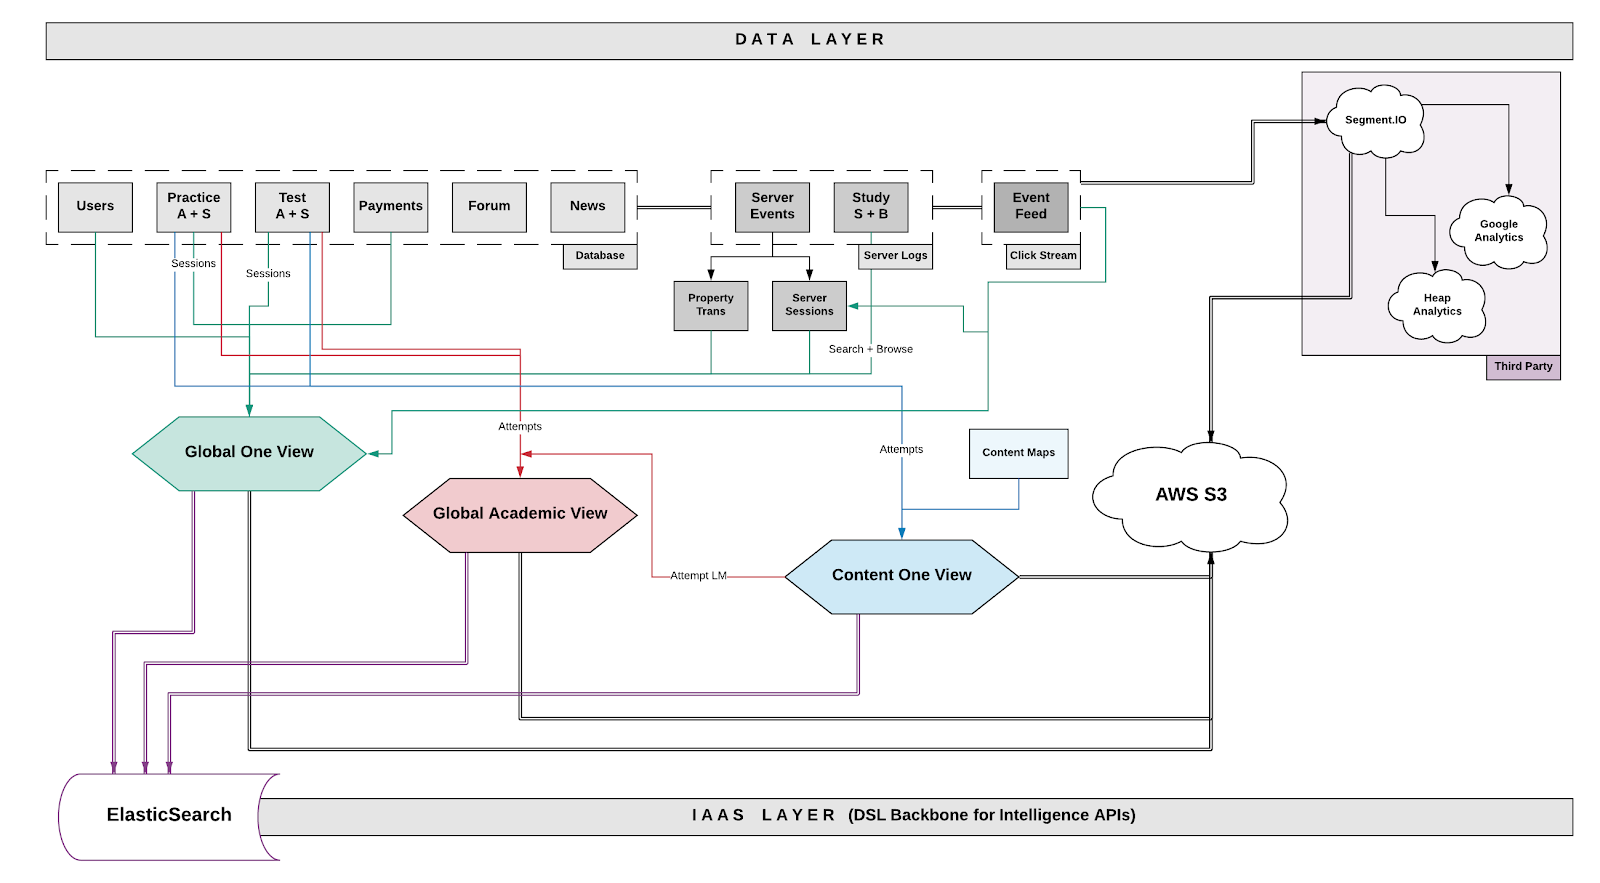 DATA LAYER
Segment.IO
Users
Practice
A + S
Test
A + S
Payments
Forum
News
Server
Events
Study
S + B
Event
Feed
Google
Analytics
Database
Server Logs
Click Stream
Sessions
Sessions
Property
Trans
Server
Sessions
Heap
Analytics
Search + Browse
Third Party
Attempts
Global One View
Attempts
Content Maps
AWS S3
Global Academic View
Attempt LM
Content One View
ElasticSearch
IAAS LAYER (DSL Backbone for Intelligence APIs)